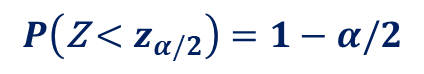 P(Z< z_{α/2}) = 1 − α/2